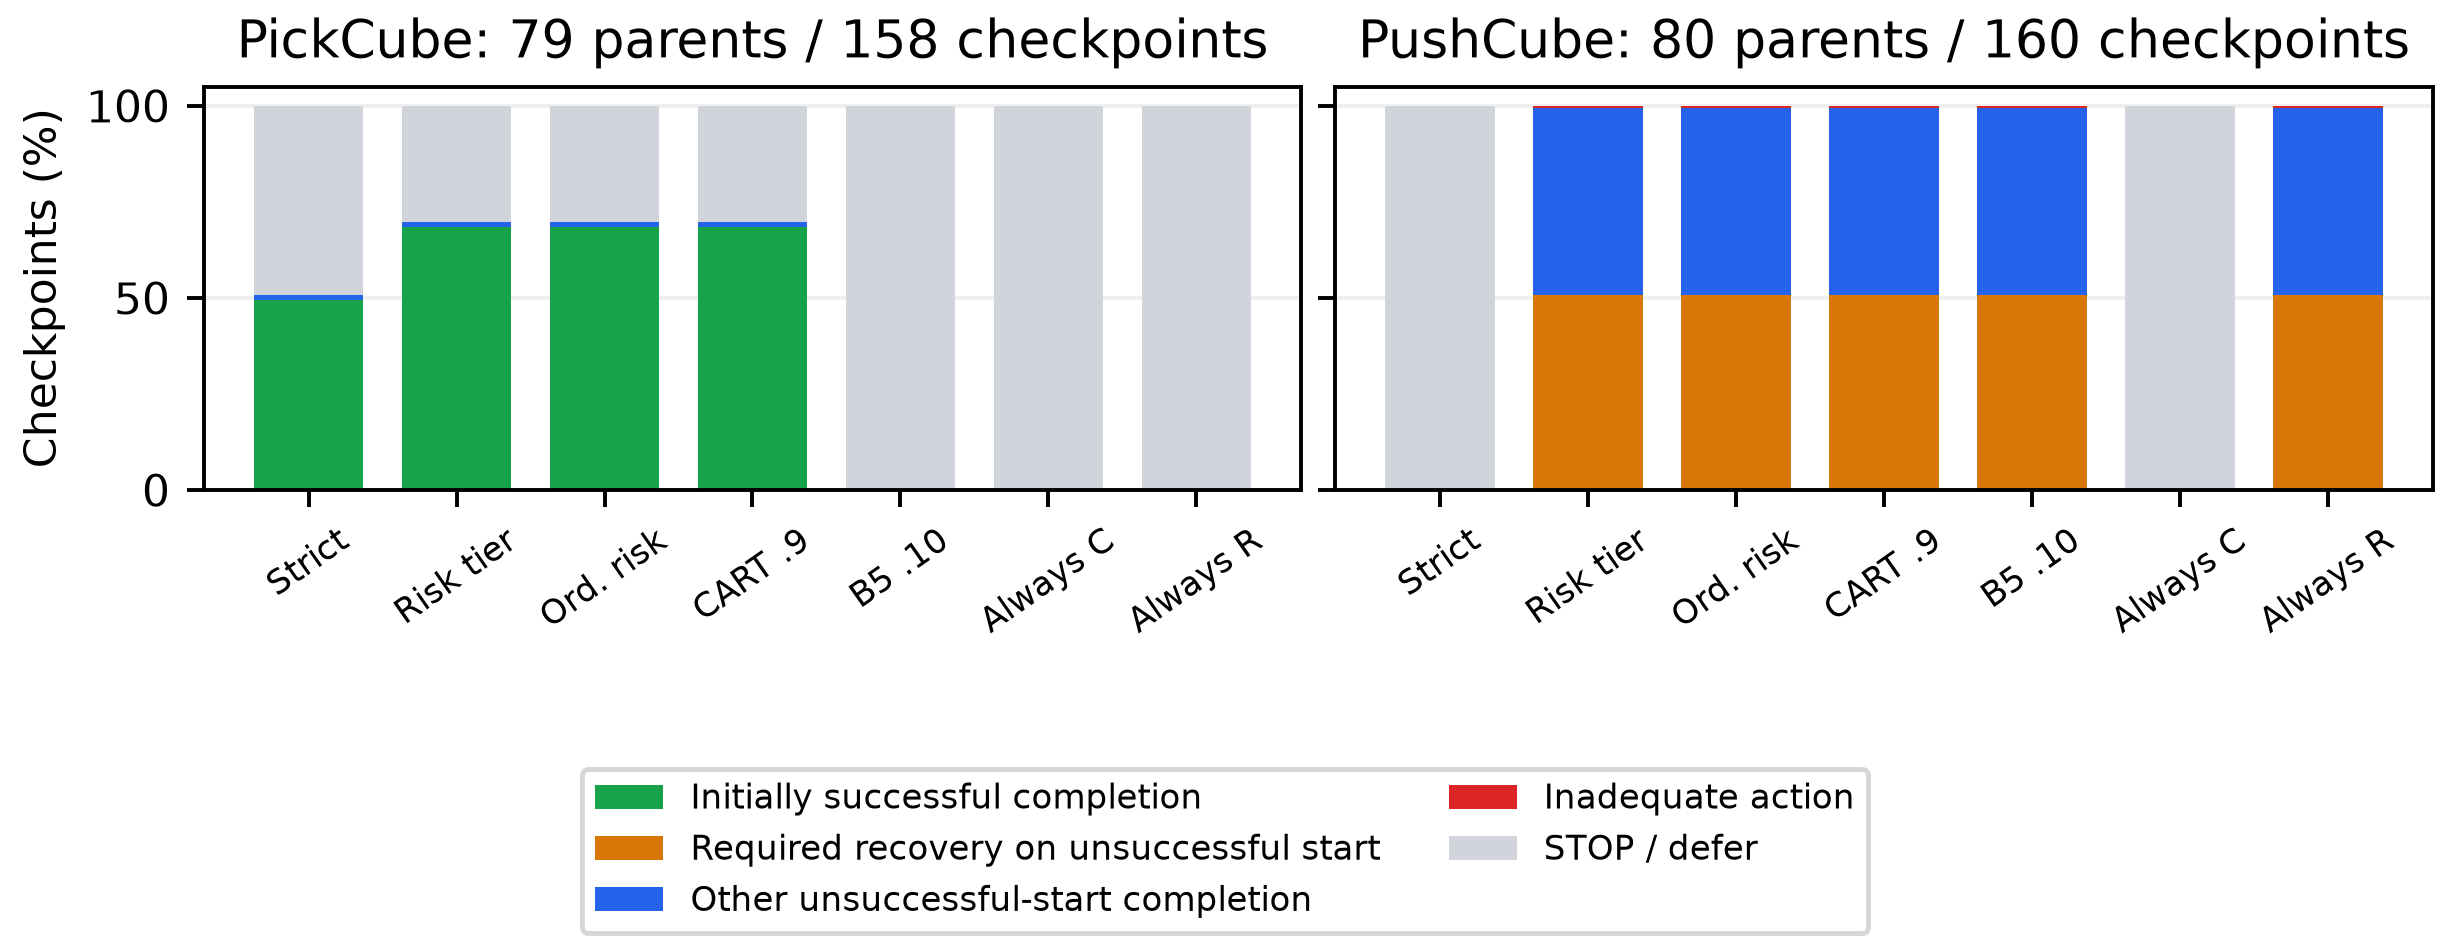 PickCube: 79 parents / 158 checkpoints
PushCube: 80 parents / 160 checkpoints
Checkpoints (%)
100
50
0
Strict
Risk tier
Ord. risk
CART .9
B5 .10
Always C
Always R
Strict
Risk tier
Ord. risk
CART .9
B5 .10
Always C
Always R
Initially successful completion
Required recovery on unsuccessful start
Other unsuccessful-start completion
Inadequate action
STOP / defer